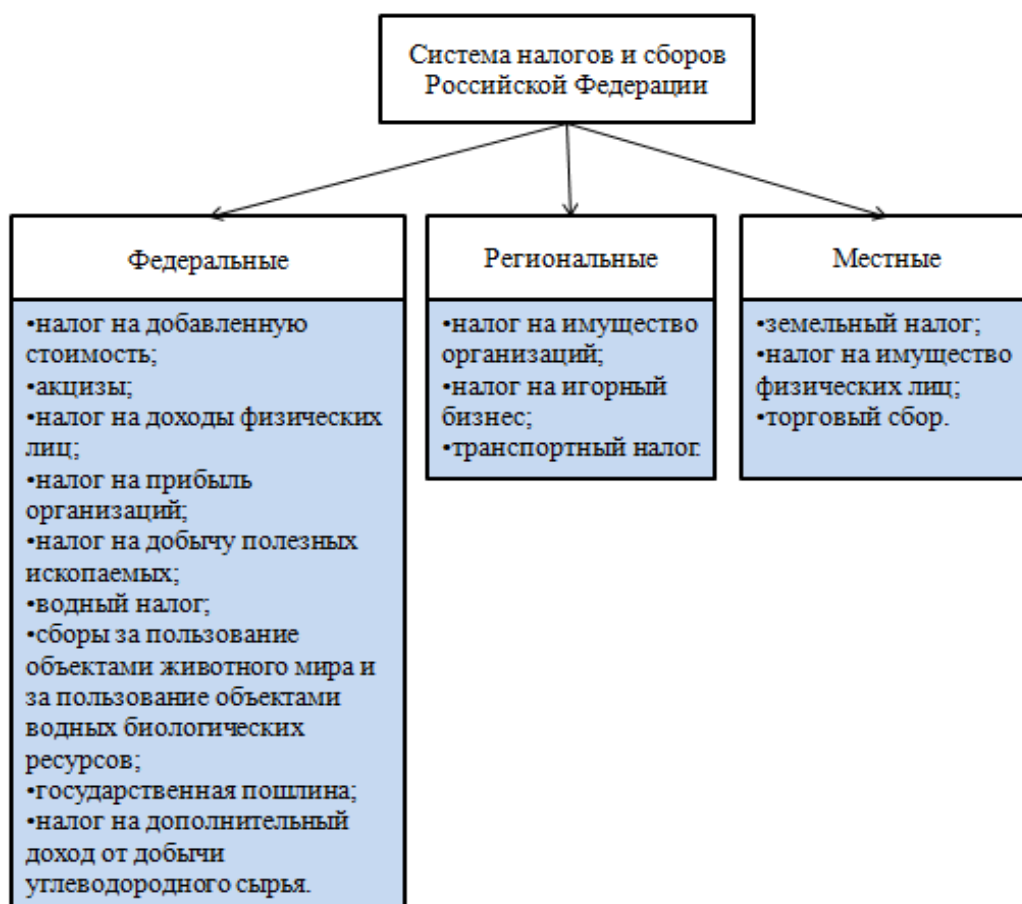 Система налогов и сборов
Российской Федерации
Федеральные
•налог на добавленную
стоимость;
•акцизы;
•налог на доходы физических
лиц;
•налог на прибыль
организаций;
•налог на добычу полезных
ископаемых;
•водный налог;
•сборы за пользование
объектами животного мира и
за пользование объектами
водных биологических
ресурсов;
•государственная пошлина;
•налог на дополнительный
доход от добычи
углеводородного сырья.
Региональные
•налог на имущество
организаций;
•налог на игорный
бизнес;
•транспортный налог.
Местные
•земельный налог;
•налог на имущество
физических лиц;
•торговый сбор.